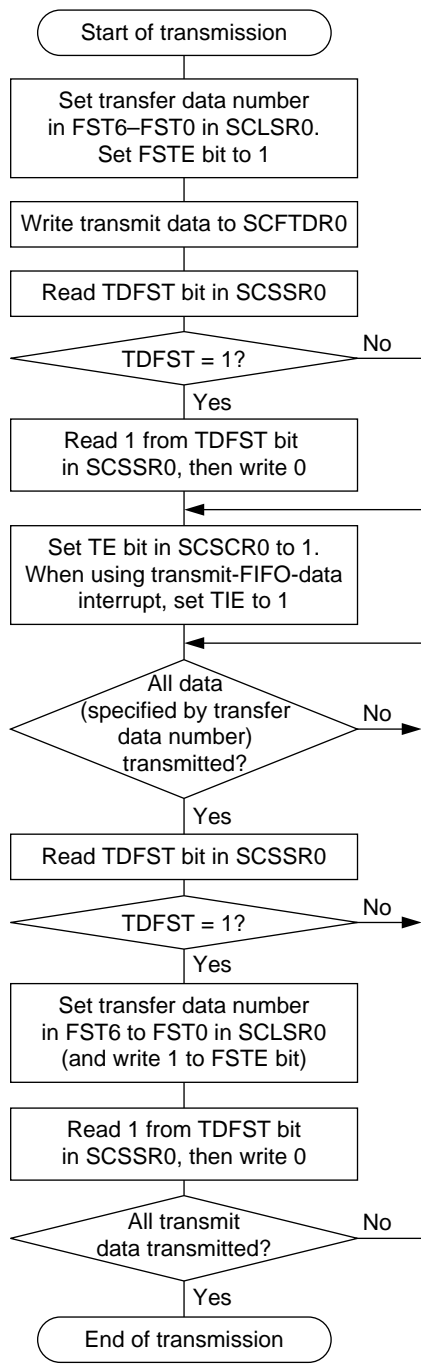 Start of transmission
Set transfer data number
in FST6–FST0 in SCLSR0.
Set FSTE bit to 1
Write transmit data to SCFTDR0
Read TDFST bit in SCSSR0
TDFST = 1?
No
Yes
Read 1 from TDFST bit
in SCSSR0, then write 0
Set TE bit in SCSCR0 to 1.
When using transmit-FIFO-data
interrupt, set TIE to 1
All data
(specified by transfer
data number)
transmitted?
No
Yes
Read TDFST bit in SCSSR0
TDFST = 1?
No
Yes
Set transfer data number
in FST6 to FST0 in SCLSR0
(and write 1 to FSTE bit)
Read 1 from TDFST bit
in SCSSR0, then write 0
All transmit
data transmitted?
No
Yes
End of transmission